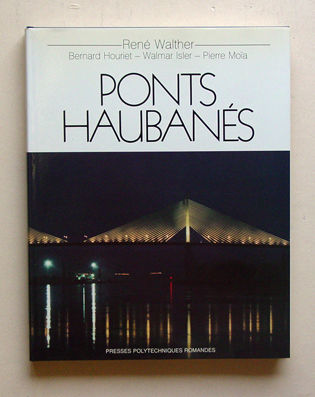 René Walther
Bernard Houriet – Walmar Isler – Pierre Moïa
PONTS
HAUBANÉS
PRESSES POLYTECHNIQUES ROMANDES